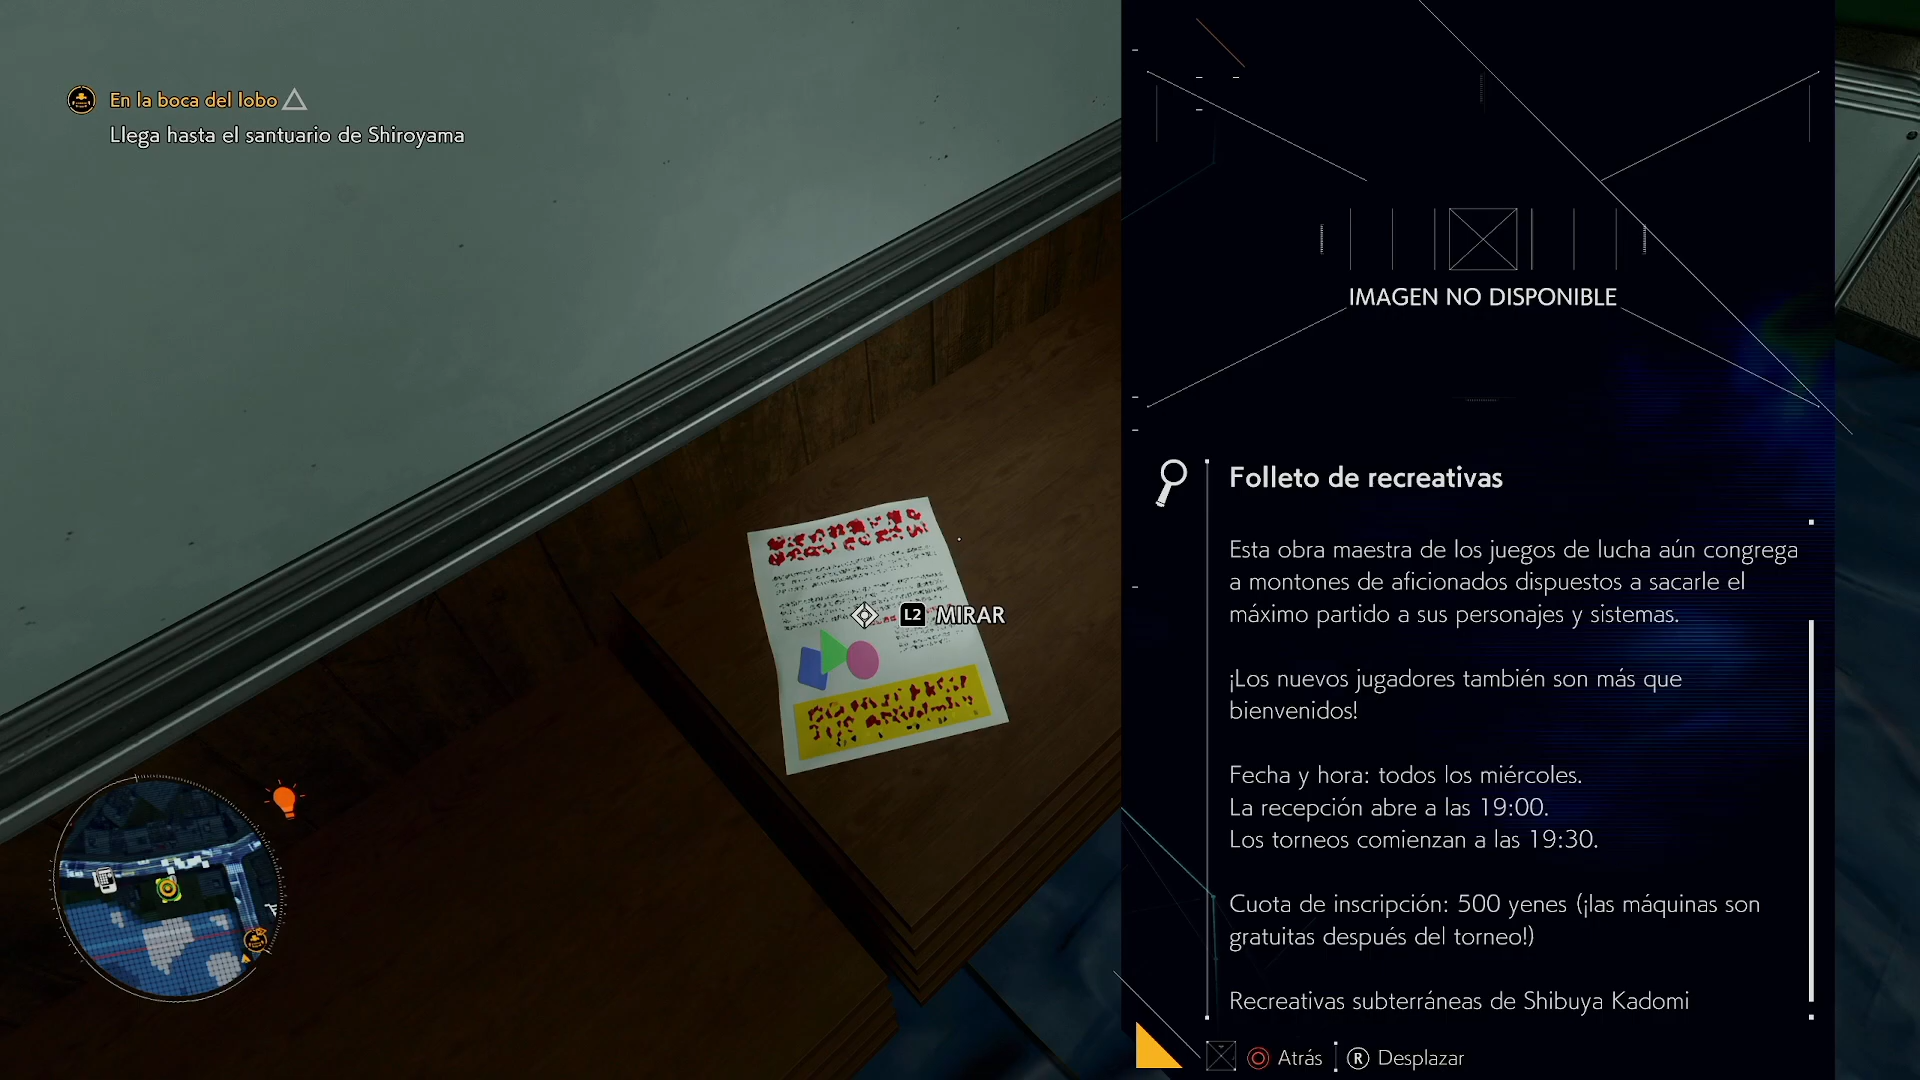 En la boca del lobo
Llega hasta el santuario de Shiroyama
L2 MIRAR
IMAGEN NO DISPONIBLE
Folleto de recreativas
Esta obra maestra de los juegos de lucha aún congrega
a montones de aficionados dispuestos a sacarle el
máximo partido a sus personajes y sistemas.
¡Los nuevos jugadores también son más que
bienvenidos!
Fecha y hora: todos los miércoles.
La recepción abre a las 19:00.
Los torneos comienzan a las 19:30.
Cuota de inscripción: 500 yenes (¡las máquinas son
gratuitas después del torneo!)
Recreativas subterráneas de Shibuya Kadomi
Atrás R Desplazar